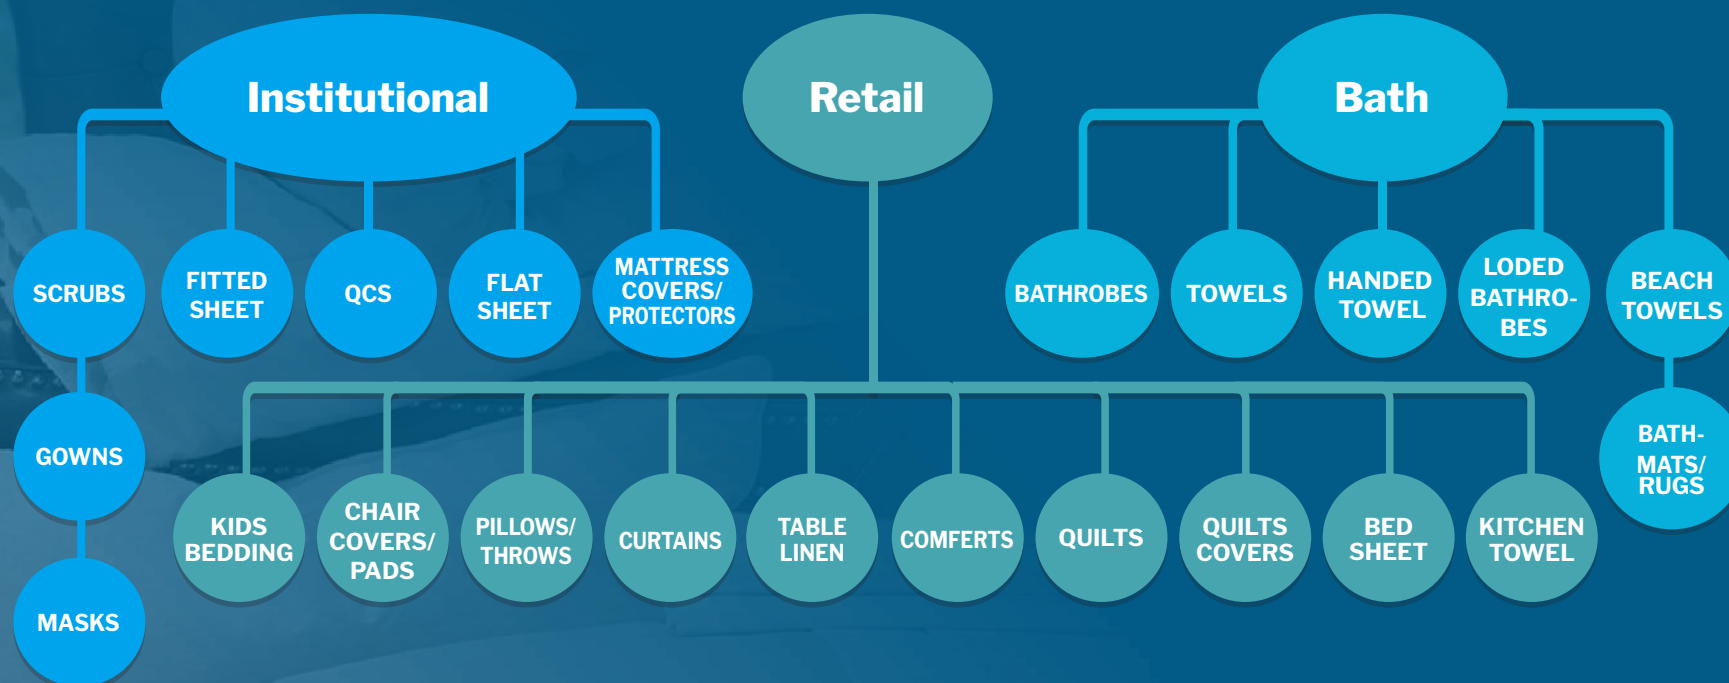 Institutional
Retail
Bath
SCRUBS
FITTED
SHEET
QCS
FLAT
SHEET
MATTRESS
COVERS/
PROTECTORS
BATHROBES
TOWELS
HANDED
TOWEL
LODED
BATHRO-
BES
BEACH
TOWELS
GOWNS
BATH-
MATS/
RUGS
KIDS
BEDDING
CHAIR
COVERS/
PADS
PILLOWS/
THROWS
CURTAINS
TABLE
LINEN
COMFERTS
QUILTS
QUILTS
COVERS
BED
SHEET
KITCHEN
TOWEL
MASKS